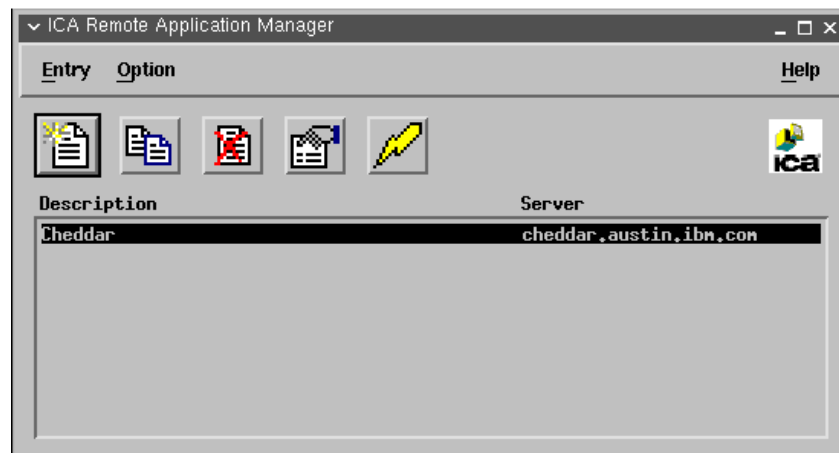 ICA Remote Application Manager
Entry Option Help
ica
Description Server
Cheddar cheddar.austin.ibm.com